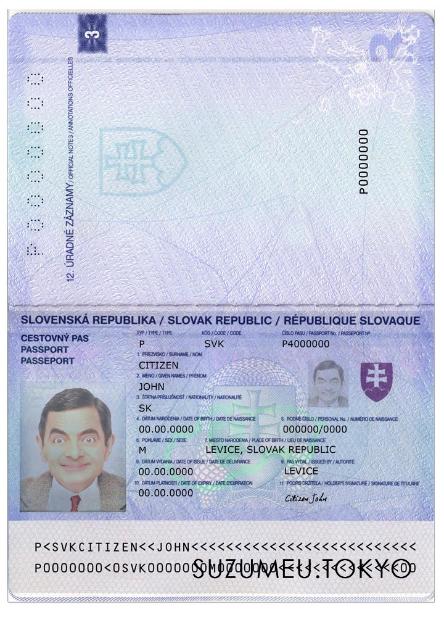 3
3
P0000000
P0000000
12. ÚRADNÉ ZÁZNAMY / OFFICIAL NOTES / ANNOTATIONS OFFICIELLES
SLOVENSKÁ REPUBLIKA / SLOVAK REPUBLIC / RÉPUBLIQUE SLOVAQUE
CESTOVNÝ PAS
PASSPORT
PASSEPORT
TYP / TYPE / TYPE KÓD / CODE / CODE ČÍSLO PASU / PASSPORT No. / PASSEPORT N°
P SVK P4000000
1. PRIEZVISKO / SURNAME / NOM
CITIZEN
2. MENO / GIVEN NAMES / PRÉNOM
JOHN
3. ŠTÁTNA PRÍSLUŠNOSŤ / NATIONALITY / NATIONALITÉ
SK
4. DÁTUM NARODENIA / DATE OF BIRTH / DATE DE NAISSANCE 5. RODNÉ ČÍSLO / PERSONAL No. / NUMÉRO DE NAISSANCE
00.00.0000 000000/0000
6. POHLAVIE / SEX / SEXE 7. MIESTO NARODENIA / PLACE OF BIRTH / LIEU DE NAISSANCE
M LEVICE, SLOVAK REPUBLIC
8. DÁTUM VYDANIA / DATE OF ISSUE / DATE DE DÉLIVRANCE 9. PAS VYDAL / ISSUED BY / AUTORITÉ
00.00.0000 LEVICE
10. DÁTUM PLATNOSTI / DATE OF EXPIRY / DATE D'EXPIRATION 11. PODPIS DRŽITEĽA / HOLDER'S SIGNATURE / SIGNATURE DE TITULAIRE
00.00.0000 Citizen John
P<SVKCITIZEN<<JOHN<<<<<<<<<<<<<<<<<<<<<<<<<<
SUZUMEU.TOKYO